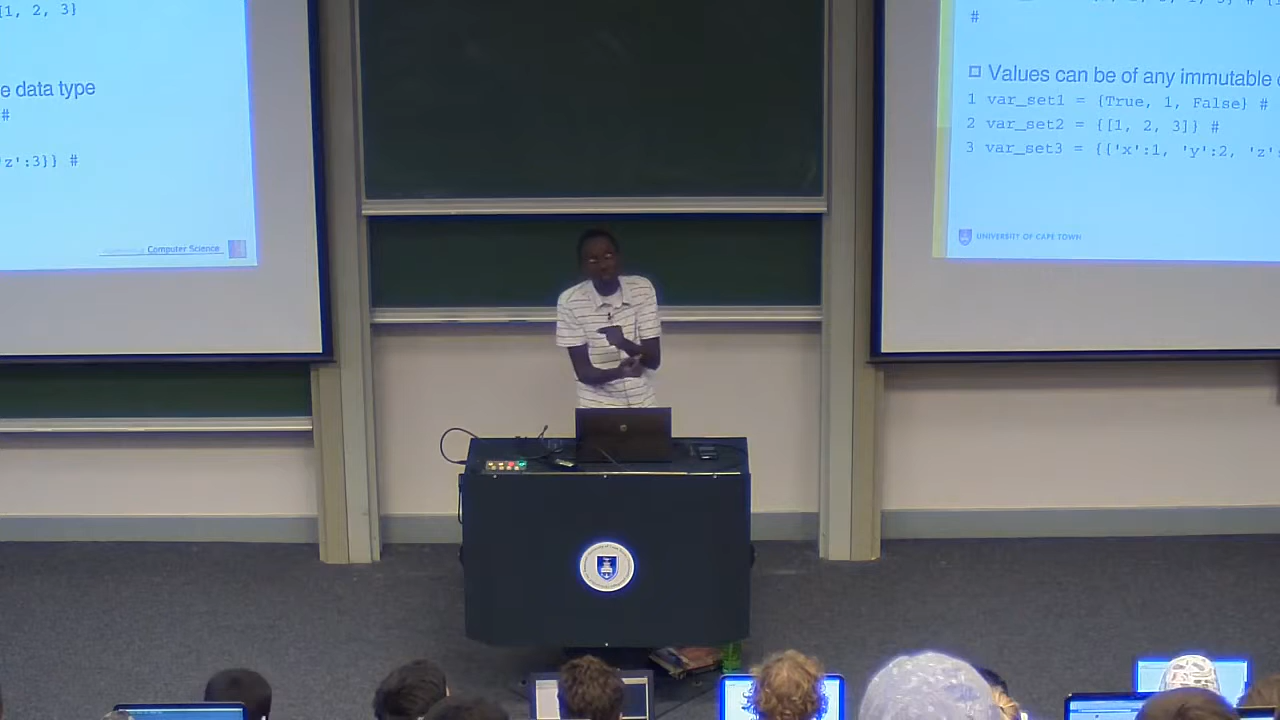 [1, 2, 3}
e data type
#
'z':3}} #
Computer Science
#
Values can be of any immutable
1 var_set1 = {True, 1, False} #
2 var_set2 = {[1, 2, 3]} #
3 var_set3 = {{'x':1, 'y':2, 'z':
UNIVERSITY OF CAPE TOWN